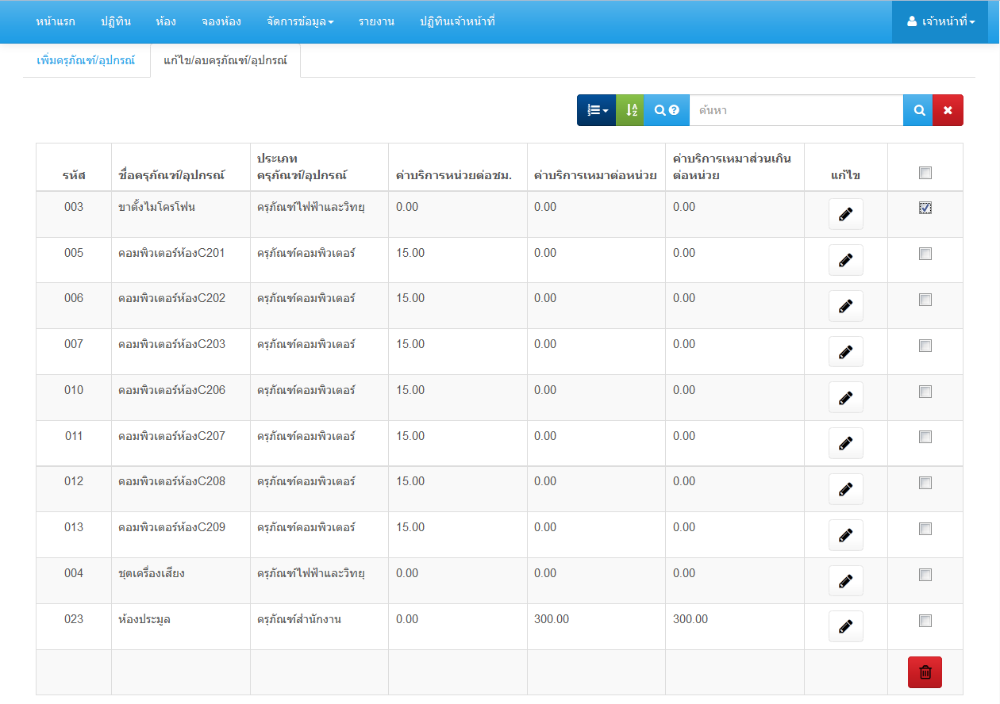 หน้าแรก ปฏิทิน ห้อง จองห้อง จัดการข้อมูล รายงาน ปฏิทินเจ้าหน้าที่ เจ้าหน้าที่
เพิ่มครุภัณฑ์/อุปกรณ์ แก้ไข/ลบครุภัณฑ์/อุปกรณ์
ค้นหา
รหัส ชื่อครุภัณฑ์/อุปกรณ์ ประเภท
ครุภัณฑ์/อุปกรณ์ ค่าบริการหน่วยต่อชม. ค่าบริการเหมาต่อหน่วย ค่าบริการเหมาส่วนเกิน
ต่อหน่วย แก้ไข
003 ขาตั้งไมโครโฟน ครุภัณฑ์ไฟฟ้าและวิทยุ 0.00 0.00 0.00
005 คอมพิวเตอร์ห้องC201 ครุภัณฑ์คอมพิวเตอร์ 15.00 0.00 0.00
006 คอมพิวเตอร์ห้องC202 ครุภัณฑ์คอมพิวเตอร์ 15.00 0.00 0.00
007 คอมพิวเตอร์ห้องC203 ครุภัณฑ์คอมพิวเตอร์ 15.00 0.00 0.00
010 คอมพิวเตอร์ห้องC206 ครุภัณฑ์คอมพิวเตอร์ 15.00 0.00 0.00
011 คอมพิวเตอร์ห้องC207 ครุภัณฑ์คอมพิวเตอร์ 15.00 0.00 0.00
012 คอมพิวเตอร์ห้องC208 ครุภัณฑ์คอมพิวเตอร์ 15.00 0.00 0.00
013 คอมพิวเตอร์ห้องC209 ครุภัณฑ์คอมพิวเตอร์ 15.00 0.00 0.00
004 ชุดเครื่องเสียง ครุภัณฑ์ไฟฟ้าและวิทยุ 0.00 0.00 0.00
023 ห้องประมูล ครุภัณฑ์สำนักงาน 0.00 300.00 300.00